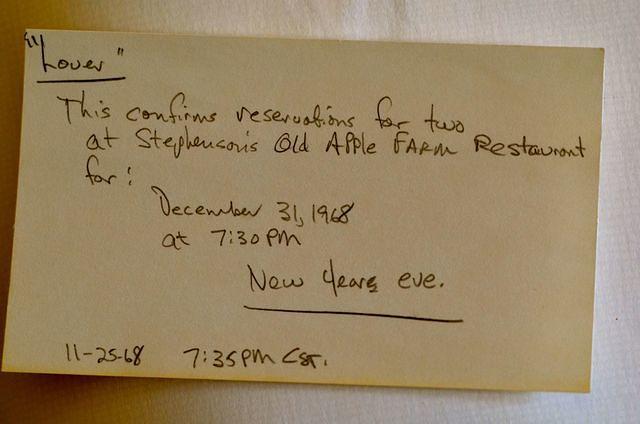 "Lover"
This confirms reservations for two
at Stephenson's Old Apple FARM Restaurant
for:
December 31, 1968
at 7:30 PM
New Years eve.
11-25-68 7:35 PM CST.